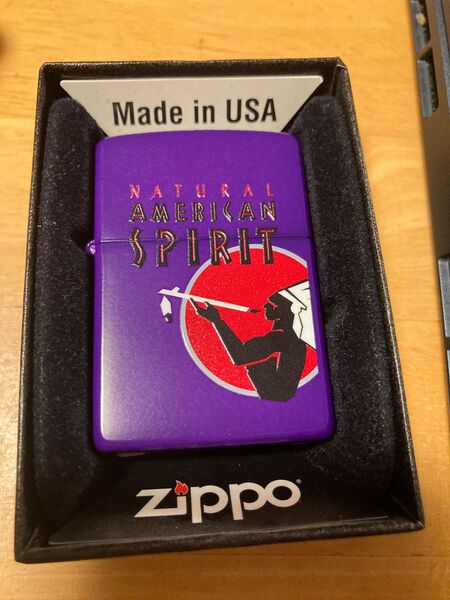 Made in USA
NATURAL
AMERICAN
SPIRIT
zippo